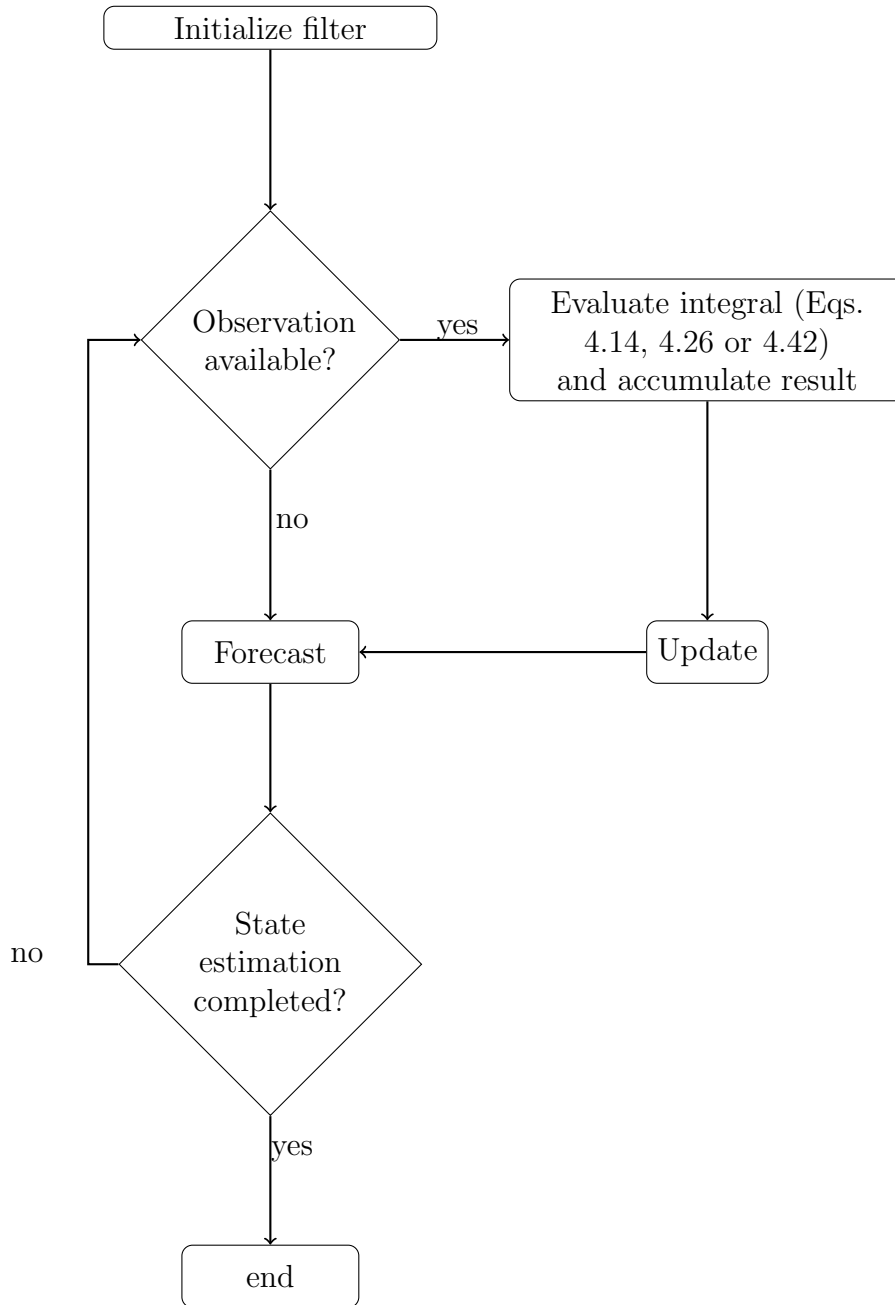 Initialize filter
Observation
available?
yes
Evaluate integral (Eqs.
4.14, 4.26 or 4.42)
and accumulate result
no
Forecast
Update
State
estimation
completed?
no
yes
end